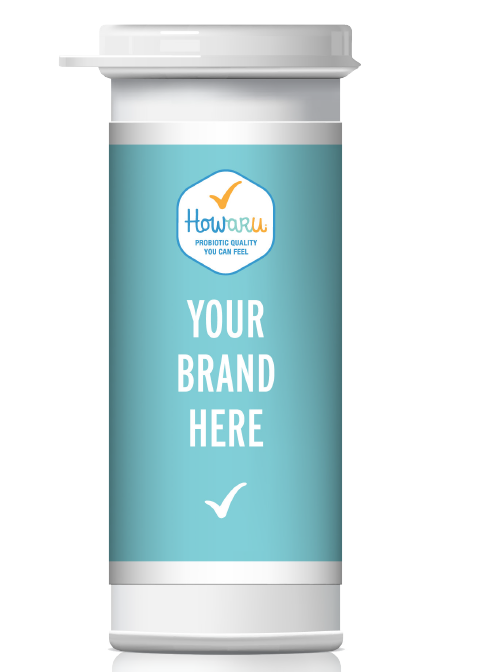 Howaru
PROBIOTIC QUALITY
YOU CAN FEEL
YOUR
BRAND
HERE